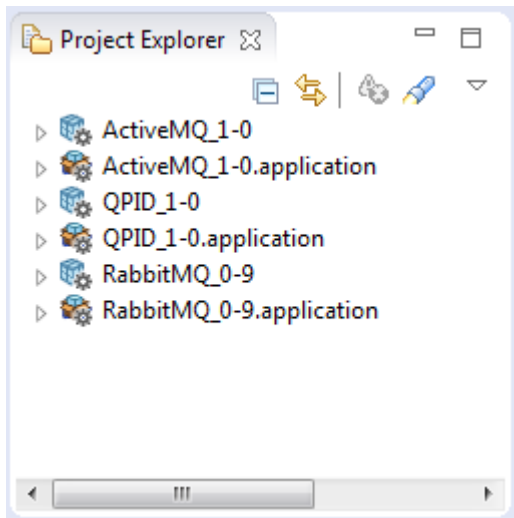 Project Explorer
ActiveMQ_1-0
ActiveMQ_1-0.application
QPID_1-0
QPID_1-0.application
RabbitMQ_0-9
RabbitMQ_0-9.application